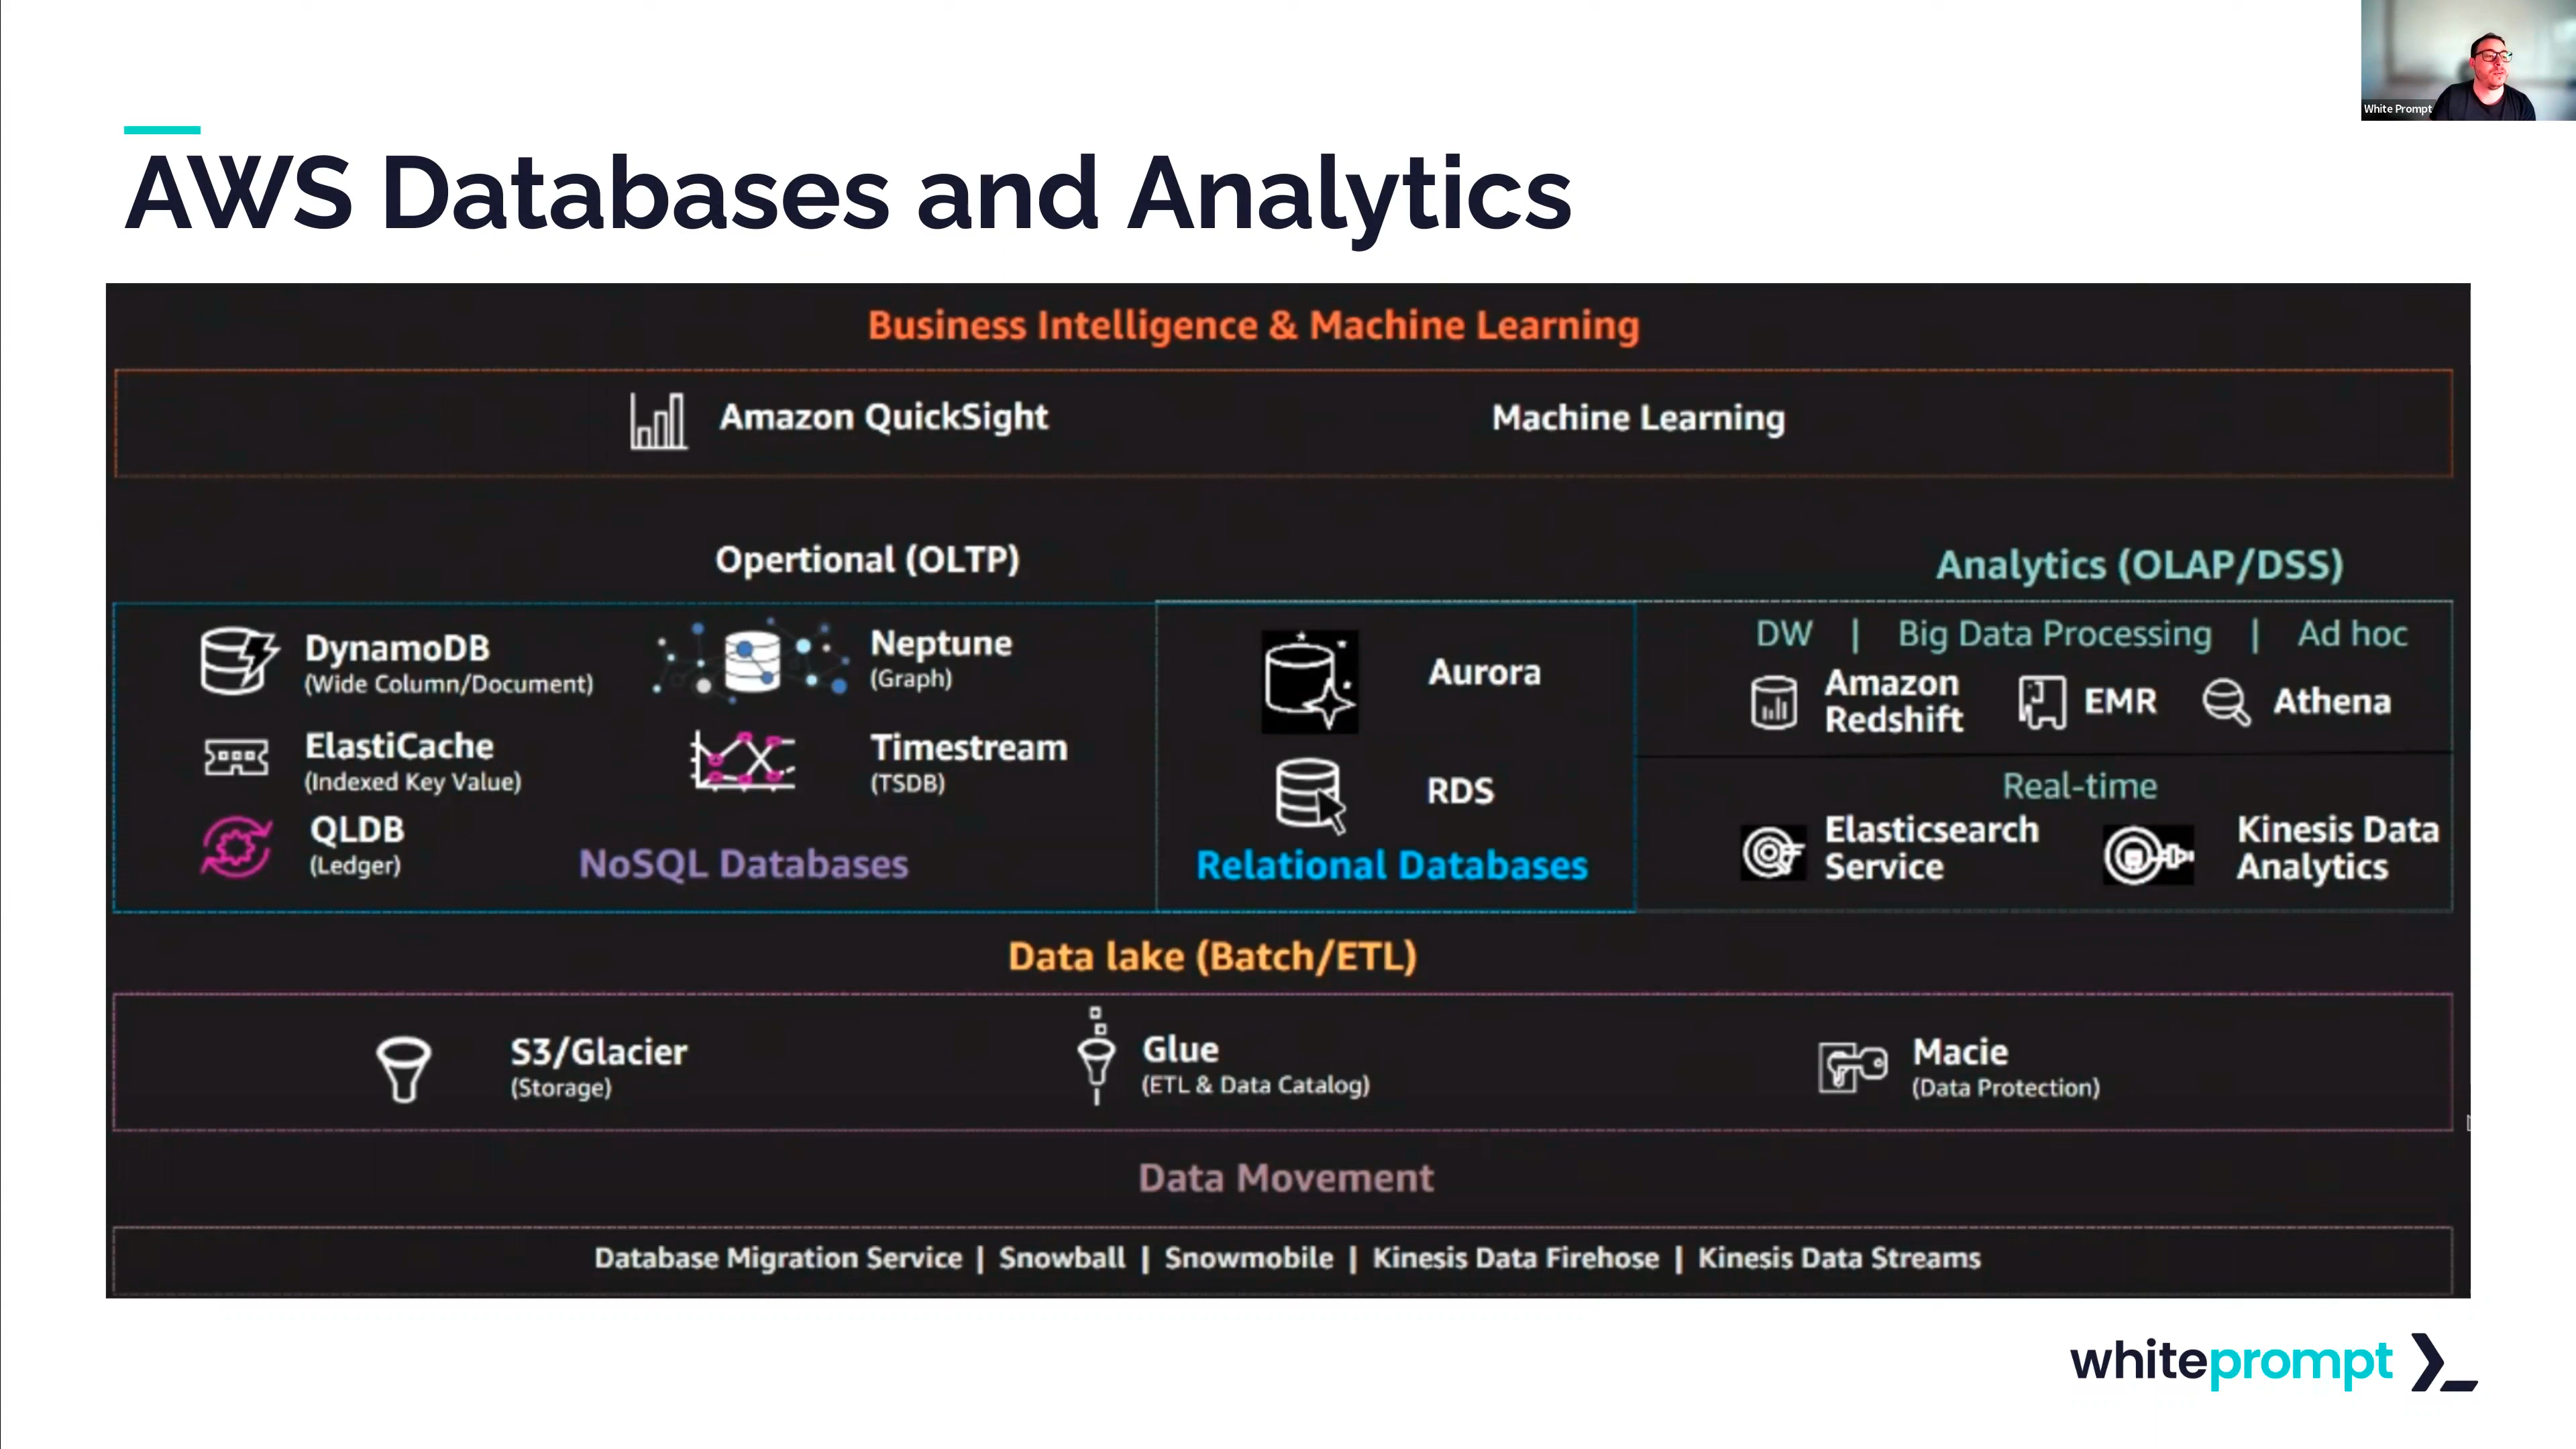 White Prompt
AWS Databases and Analytics
Business Intelligence & Machine Learning
Amazon QuickSight
Machine Learning
Opertional (OLTP)
DynamoDB
(Wide Column/Document)
Neptune
(Graph)
ElastiCache
(Indexed Key Value)
Timestream
(TSDB)
QLDB
(Ledger)
NoSQL Databases
Aurora
RDS
Relational Databases
Analytics (OLAP/DSS)
DW | Big Data Processing | Ad hoc
Amazon
Redshift
EMR
Athena
Real-time
Elasticsearch
Service
Kinesis Data
Analytics
Data lake (Batch/ETL)
S3/Glacier
(Storage)
Glue
(ETL & Data Catalog)
Macie
(Data Protection)
Data Movement
Database Migration Service | Snowball | Snowmobile | Kinesis Data Firehose | Kinesis Data Streams
whiteprompt